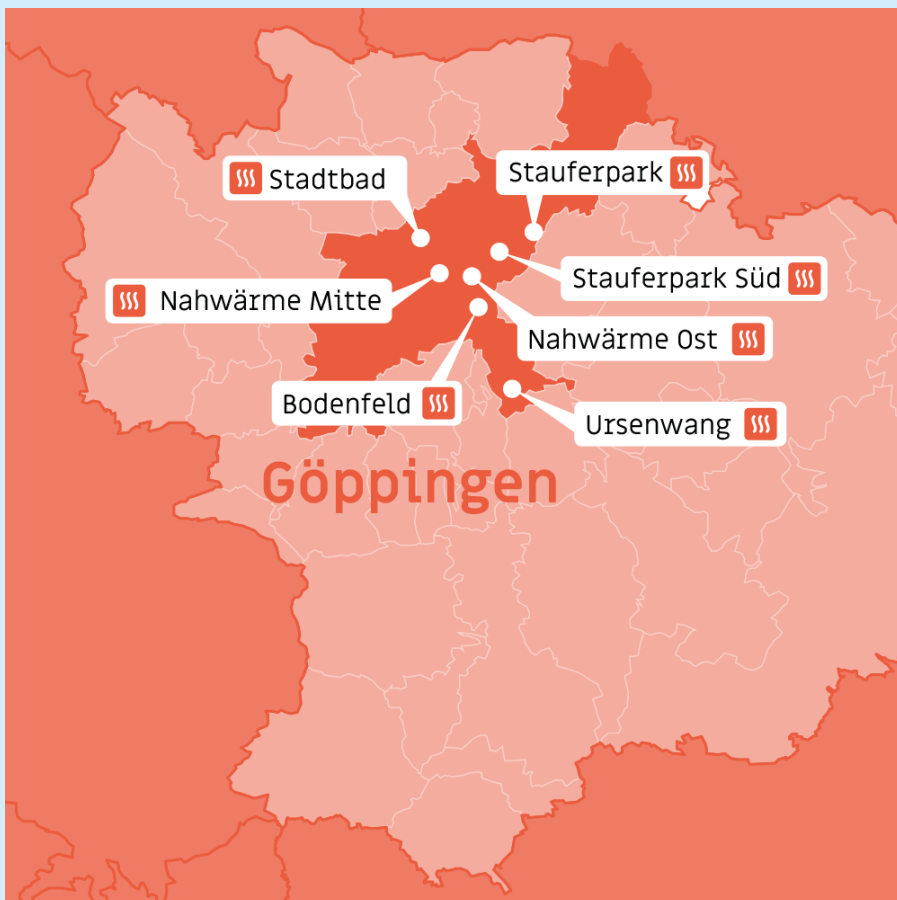 Stauferpark
Stadtbad
Stauferpark Süd
Nahwärme Mitte
Nahwärme Ost
Bodenfeld
Ursenwang
Göppingen